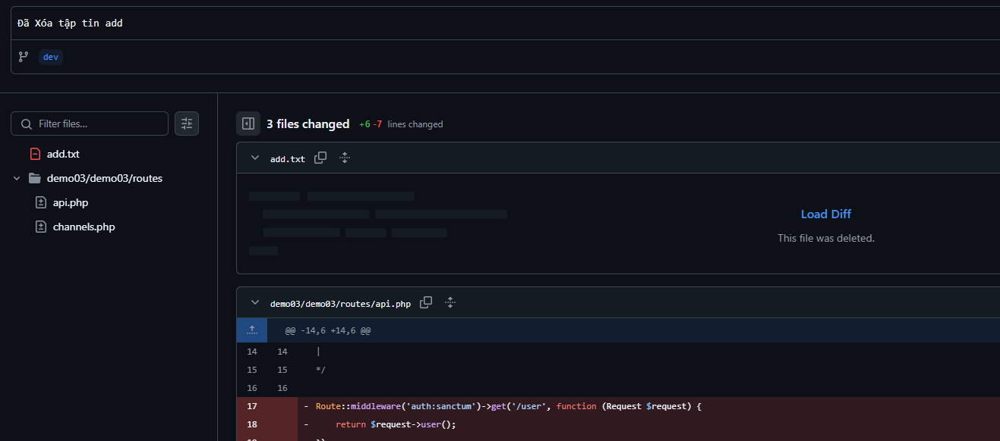 Đã Xóa tập tin add
dev
Filter files...
add.txt
demo03/demo03/routes
api.php
channels.php
3 files changed +6 -7 lines changed
add.txt
Load Diff
This file was deleted.
demo03/demo03/routes/api.php
@@ -14,6 +14,6 @@
14 14 |
15 15 */
16 16
17 - Route::middleware('auth:sanctum')->get('/user', function (Request $request) {
18 - return $request->user();